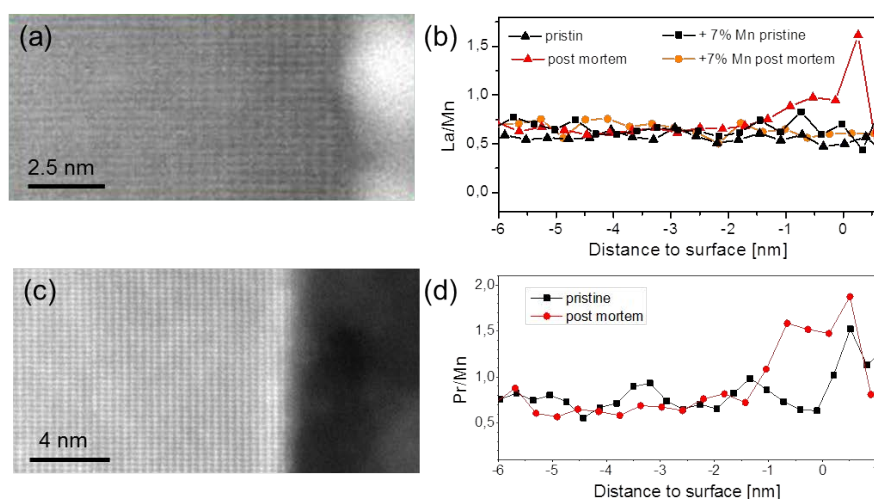 (a)
2.5 nm
(b)
La/Mn
1,5
1,0
0,5
0,0
pristin
+ 7% Mn pristine
post mortem
+7% Mn post mortem
-6 -5 -4 -3 -2 -1 0
Distance to surface [nm]
(c)
4 nm
(d)
Pr/Mn
2,0
1,5
1,0
0,5
0,0
pristine
post mortem
-6 -5 -4 -3 -2 -1 0 1
Distance to surface [nm]